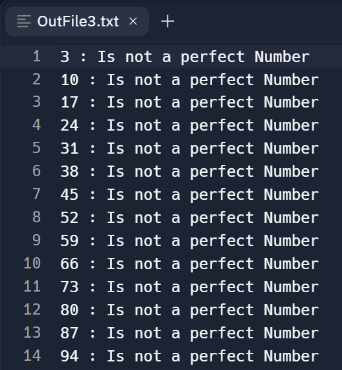 OutFile3.txt × +
1 3 : Is not a perfect Number
2 10 : Is not a perfect Number
3 17 : Is not a perfect Number
4 24 : Is not a perfect Number
5 31 : Is not a perfect Number
6 38 : Is not a perfect Number
7 45 : Is not a perfect Number
8 52 : Is not a perfect Number
9 59 : Is not a perfect Number
10 66 : Is not a perfect Number
11 73 : Is not a perfect Number
12 80 : Is not a perfect Number
13 87 : Is not a perfect Number
14 94 : Is not a perfect Number